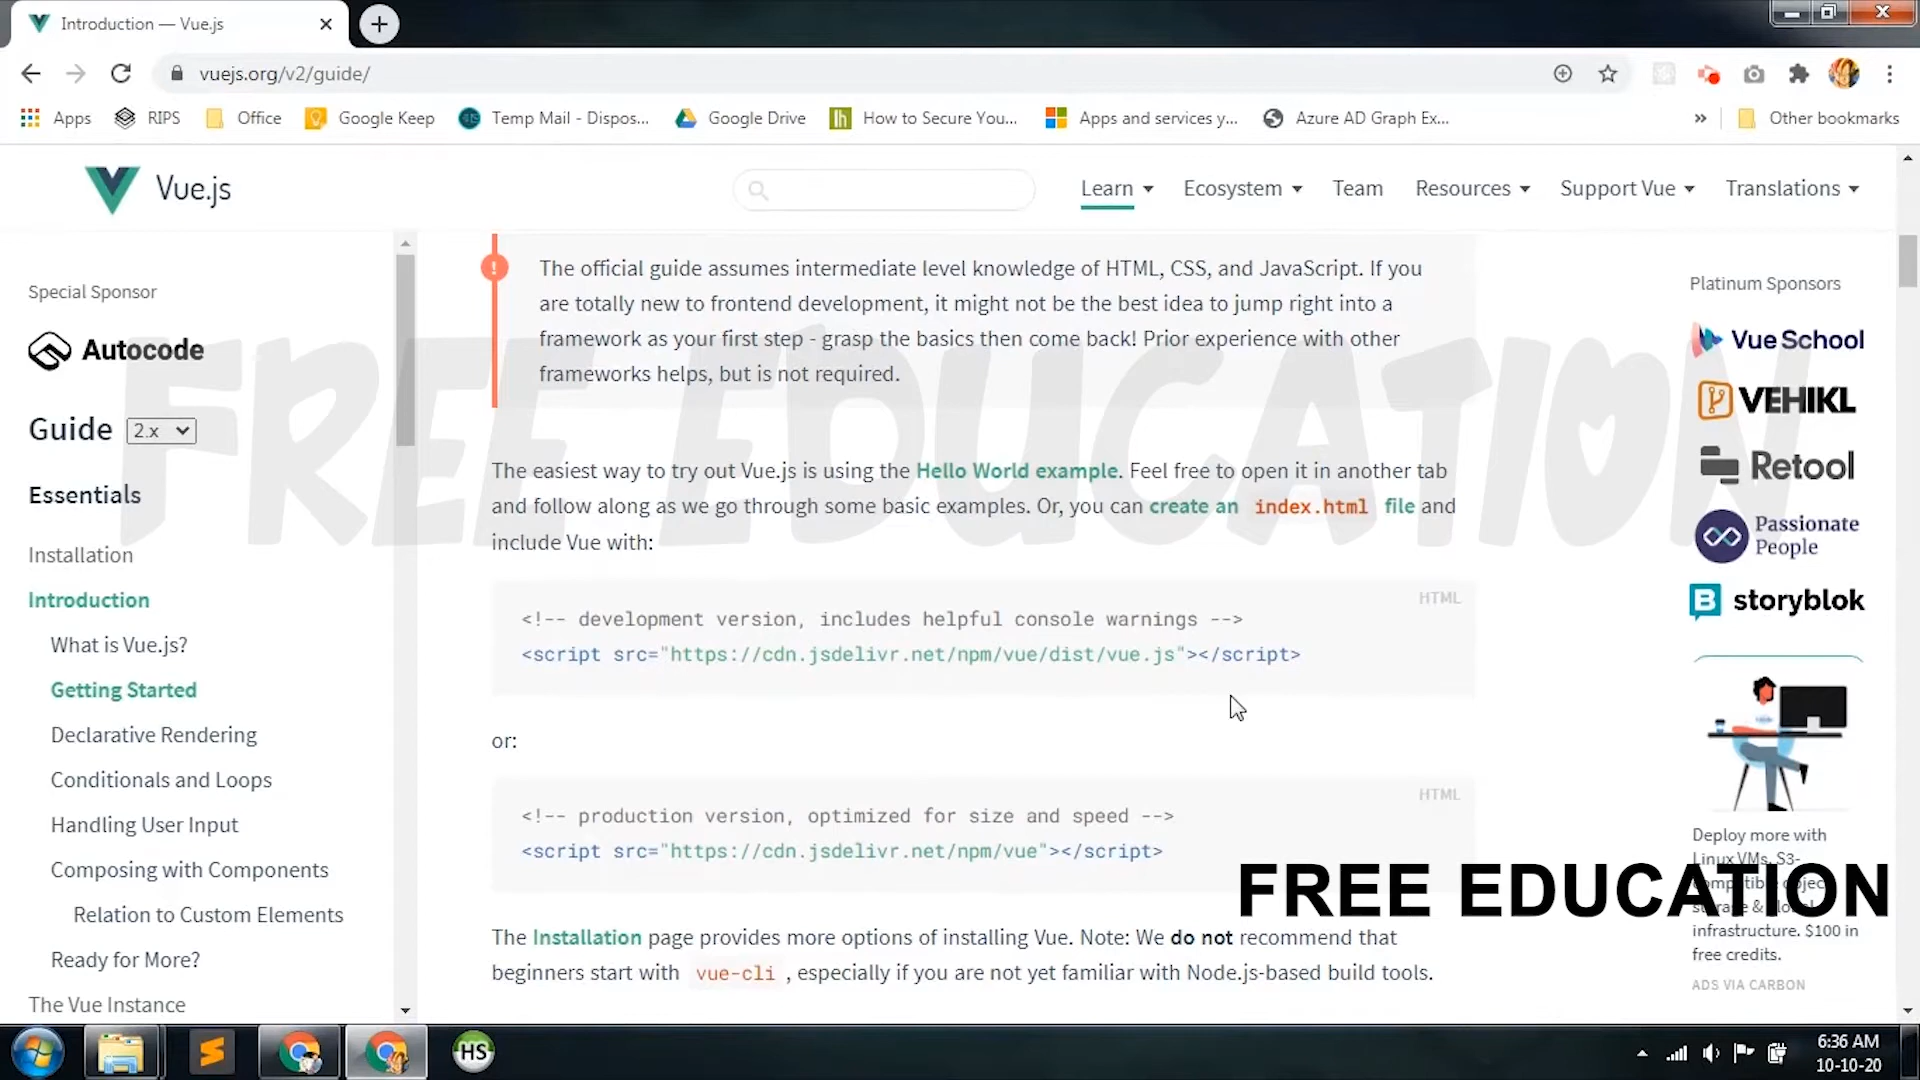 Introduction — Vue.js
vuejs.org/v2/guide/
Apps
RIPS
Office
Google Keep
Temp Mail - Dispos...
Google Drive
How to Secure You...
Apps and services y...
Azure AD Graph Ex...
»
Other bookmarks
Vue.js
Learn
Ecosystem
Team
Resources
Support Vue
Translations
Special Sponsor
Autocode
Guide 2.x
Essentials
Installation
Introduction
What is Vue.js?
Getting Started
Declarative Rendering
Conditionals and Loops
Handling User Input
Composing with Components
Relation to Custom Elements
Ready for More?
The Vue Instance
The official guide assumes intermediate level knowledge of HTML, CSS, and JavaScript. If you
are totally new to frontend development, it might not be the best idea to jump right into a
framework as your first step - grasp the basics then come back! Prior experience with other
frameworks helps, but is not required.
FREE EDUCATION
The easiest way to try out Vue.js is using the Hello World example. Feel free to open it in another tab
and follow along as we go through some basic examples. Or, you can create an index.html file and
include Vue with:
HTML
<!-- development version, includes helpful console warnings -->
<script src="https://cdn.jsdelivr.net/npm/vue/dist/vue.js"></script>
or:
HTML
<!-- production version, optimized for size and speed -->
<script src="https://cdn.jsdelivr.net/npm/vue"></script>
The Installation page provides more options of installing Vue. Note: We do not recommend that
beginners start with vue-cli , especially if you are not yet familiar with Node.js-based build tools.
Platinum Sponsors
Vue School
VEHIKL
Retool
Passionate
People
storyblok
Deploy more with
Linux VMs, S3-
infrastructure. $100 in
free credits.
ADS VIA CARBON
FREE EDUCATION
HS
6:36 AM
10-10-20